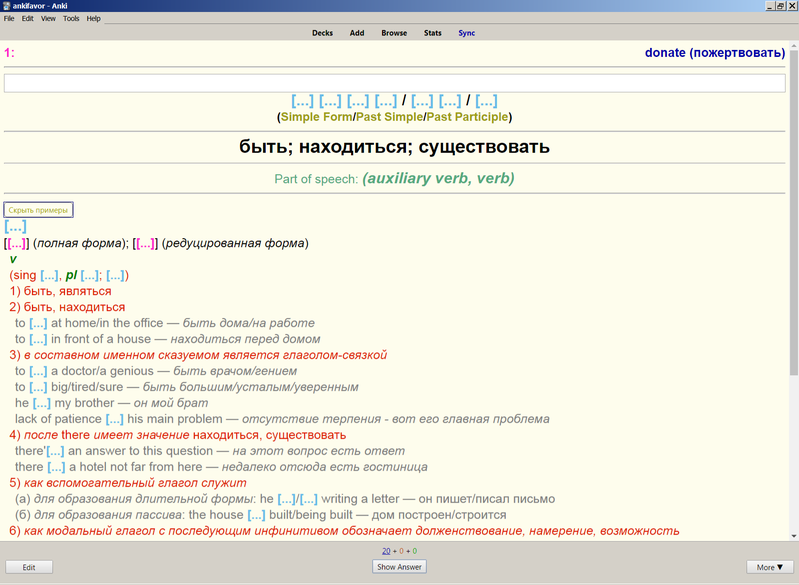 ankifavor - Anki
File Edit View Tools Help
Decks Add Browse Stats Sync
1: donate (пожертвовать)
[...] [...] [...] [...] / [...] [...] / [...]
(Simple Form/Past Simple/Past Participle)
быть; находиться; существовать
Part of speech: (auxiliary verb, verb)
Скрыть примеры
[...]
[[...]] (полная форма); [[...]] (редуцированная форма)
v
(sing [...], pl [...]; [...])
1) быть, являться
2) быть, находиться
to [...] at home/in the office — быть дома/на работе
to [...] in front of a house — находиться перед домом
3) в составном именном сказуемом является глаголом-связкой
to [...] a doctor/a genious — быть врачом/гением
to [...] big/tired/sure — быть большим/усталым/уверенным
he [...] my brother — он мой брат
lack of patience [...] his main problem — отсутствие терпения - вот его главная проблема
4) после there имеет значение находиться, существовать
there'[...] an answer to this question — на этот вопрос есть ответ
there [...] a hotel not far from here — недалеко отсюда есть гостиница
5) как вспомогательный глагол служит
(а) для образования длительной формы: he [...]/[...] writing a letter — он пишет/писал письмо
(б) для образования пассива: the house [...] built/being built — дом построен/строится
6) как модальный глагол с последующим инфинитивом обозначает долженствование, намерение, возможность
20 + 0 + 0
Edit Show Answer More ▼